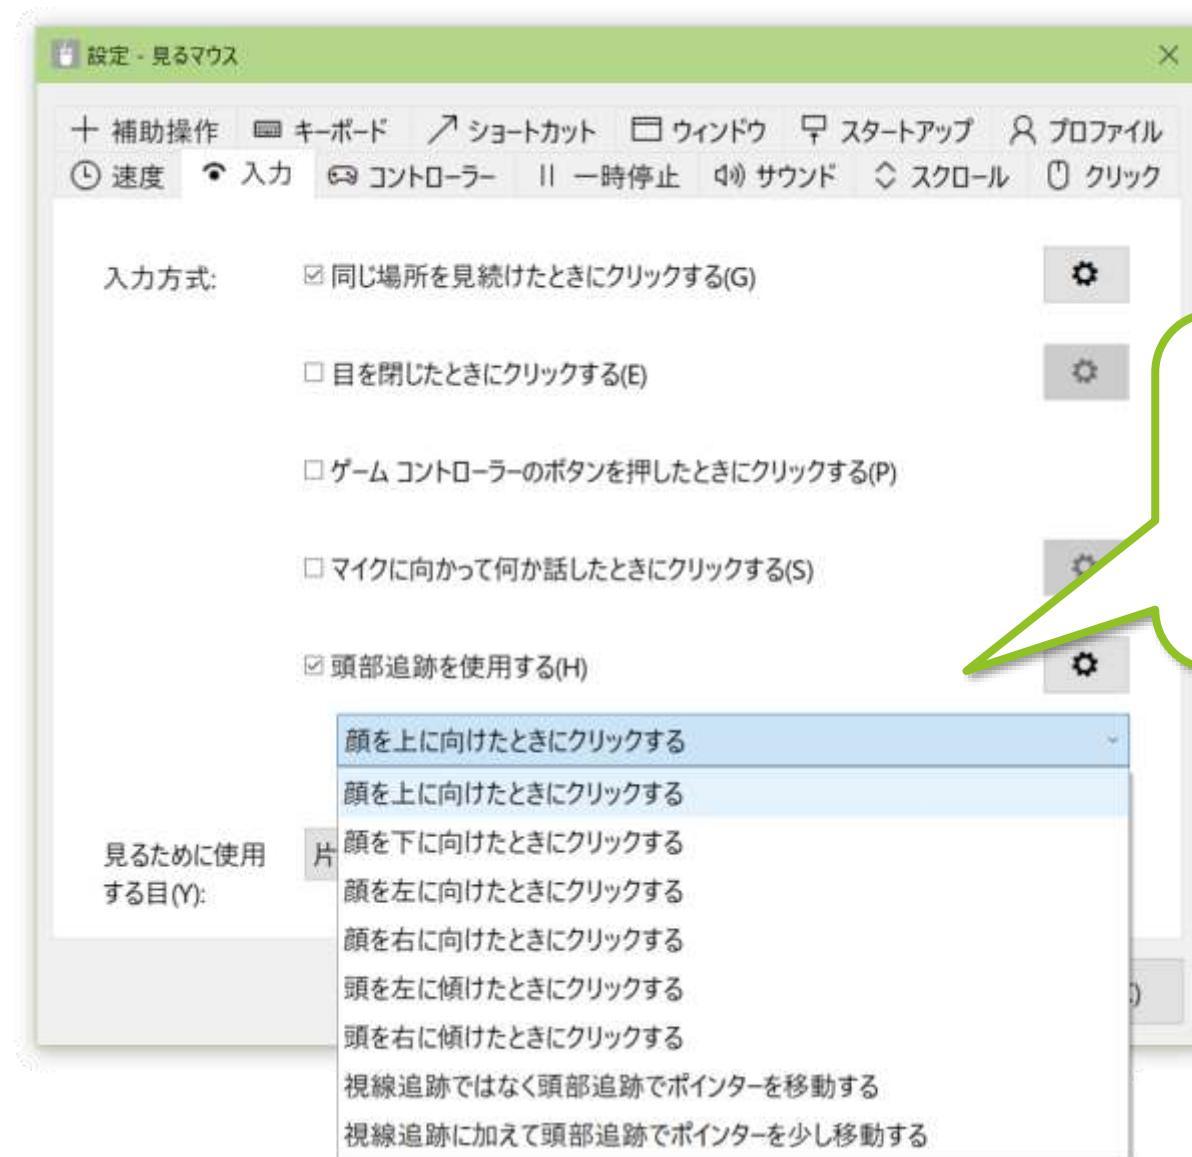 設定 - 見るマウス
補助操作 キーボード ショートカット ウィンドウ スタートアップ プロファイル
速度 入力 コントローラー 一時停止 サウンド スクロール クリック
入力方式: 同じ場所を見続けたときにクリックする(G)
目を閉じたときにクリックする(E)
ゲーム コントローラーのボタンを押したときにクリックする(P)
マイクに向かって何か話したときにクリックする(S)
頭部追跡を使用する(H)
顔を上に向けたときにクリックする
顔を上に向けたときにクリックする
見るために使用 片 顔を下に向けたときにクリックする
する目(Y): 顔を左に向けたときにクリックする
顔を右に向けたときにクリックする
頭を左に傾けたときにクリックする
頭を右に傾けたときにクリックする
視線追跡ではなく頭部追跡でポインターを移動する
視線追跡に加えて頭部追跡でポインターを少し移動する